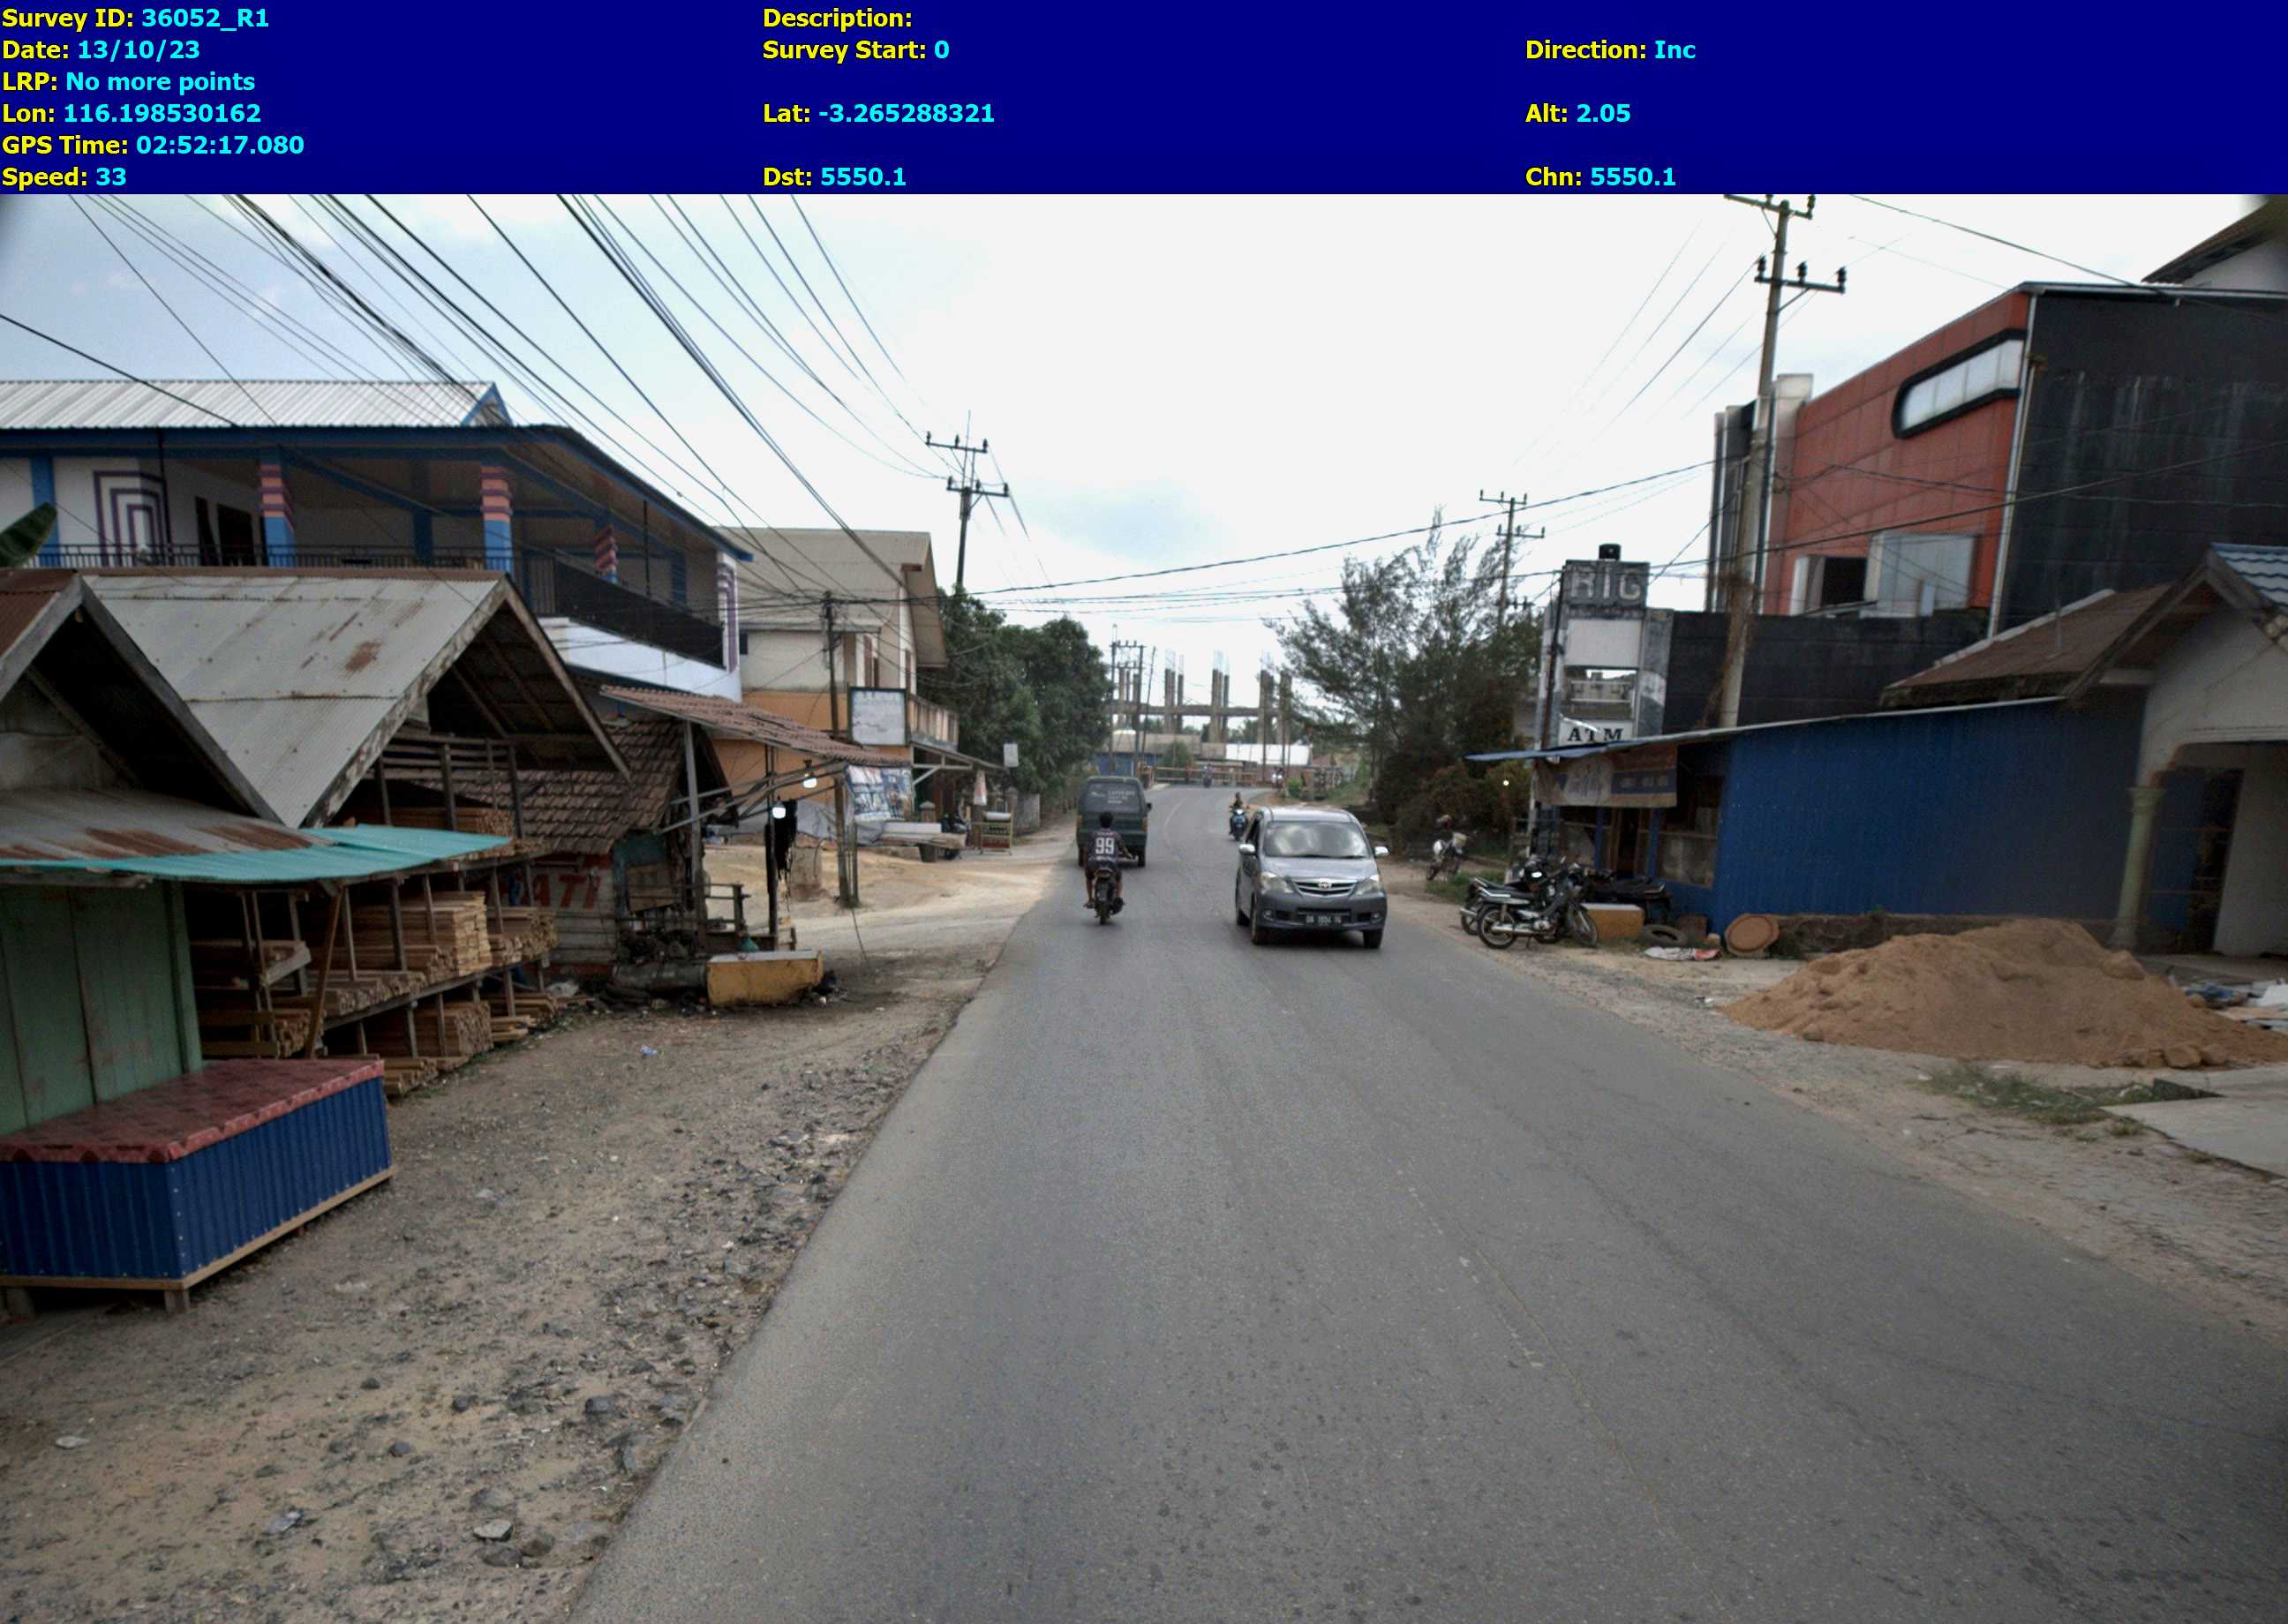 Survey ID: 36052_R1
Description:
Date: 13/10/23
Survey Start: 0
Direction: Inc
LRP: No more points
Lon: 116.198530162
Lat: -3.265288321
Alt: 2.05
GPS Time: 02:52:17.080
Speed: 33
Dst: 5550.1
Chn: 5550.1
ATM
99
ATI